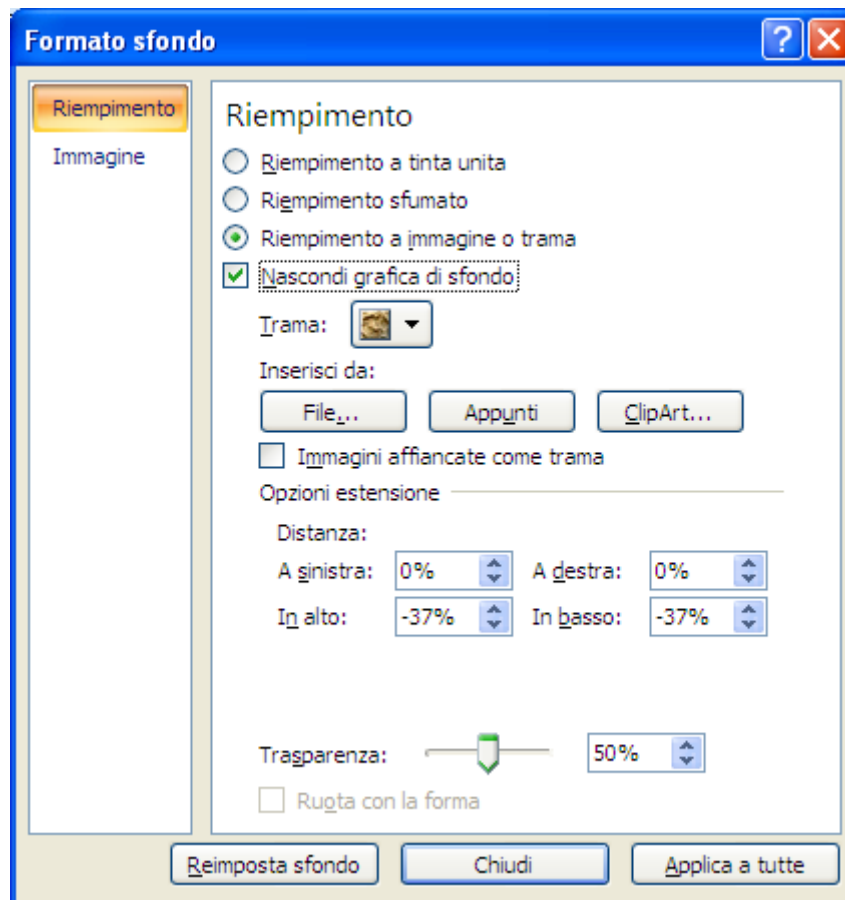 Formato sfondo
Riempimento
Immagine
Riempimento
Riempimento a tinta unita
Riempimento sfumato
Riempimento a immagine o trama
Nascondi grafica di sfondo
Trama:
Inserisci da:
File... Appunti ClipArt...
Immagini affiancate come trama
Opzioni estensione
Distanza:
A sinistra: 0% A destra: 0%
In alto: -37% In basso: -37%
Trasparenza: 50%
Ruota con la forma
Reimposta sfondo Chiudi Applica a tutte